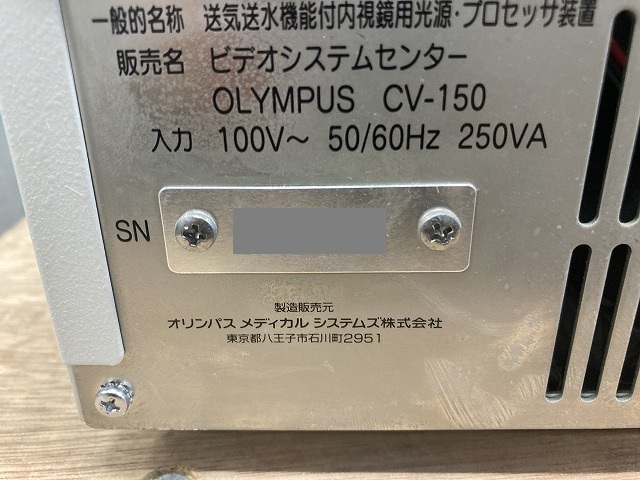 一般的名称 送気送水機能付内視鏡用光源・プロセッサ装置
販売名 ビデオシステムセンター
OLYMPUS CV-150
入力 100V～ 50/60Hz 250VA
SN
製造販売元
オリンパス メディカル システムズ株式会社
東京都八王子市石川町2951